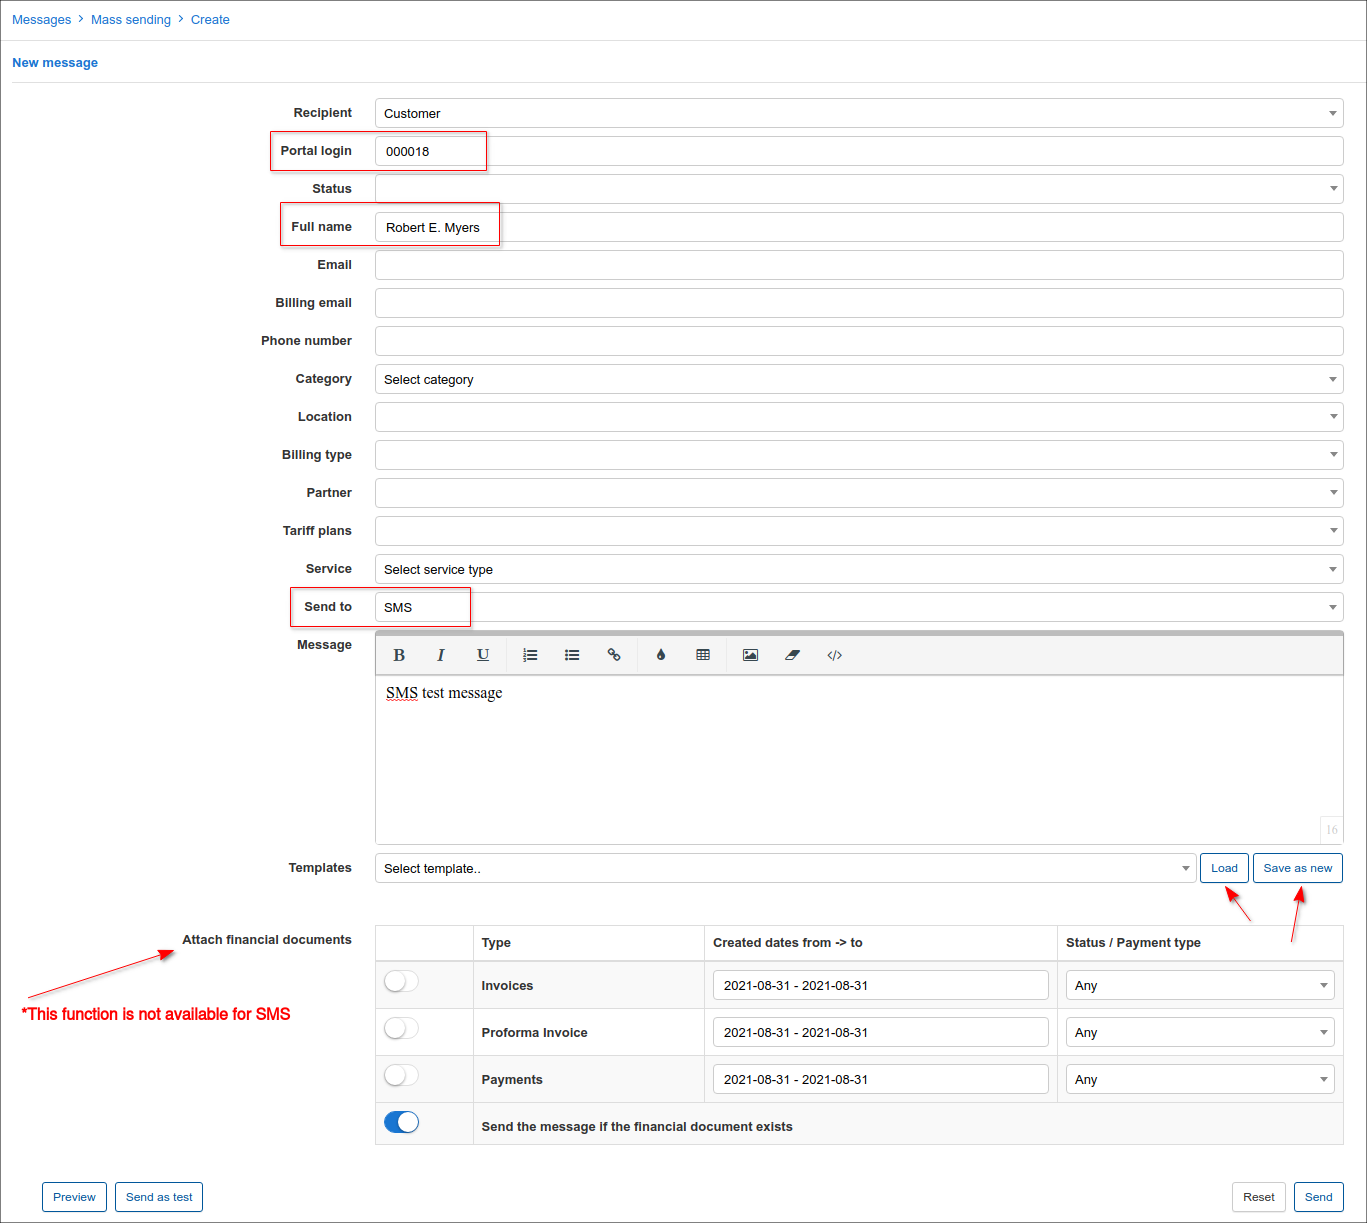 Messages > Mass sending > Create
New message
Recipient Customer
Portal login 000018
Status
Full name Robert E. Myers
Email
Billing email
Phone number
Category Select category
Location
Billing type
Partner
Tariff plans
Service Select service type
Send to SMS
Message B I U
SMS test message
16
Templates Select template.. Load Save as new
Attach financial documents Type Created dates from -> to Status / Payment type
Invoices 2021-08-31 - 2021-08-31 Any
*This function is not available for SMS
Proforma Invoice 2021-08-31 - 2021-08-31 Any
Payments 2021-08-31 - 2021-08-31 Any
Send the message if the financial document exists
Preview Send as test Reset Send